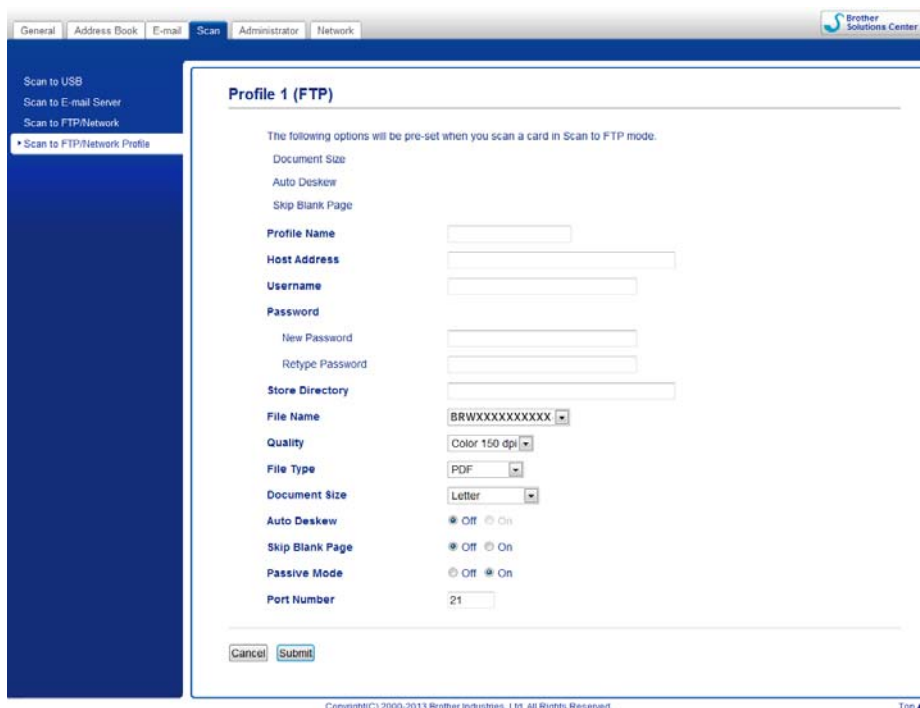 General Address Book E-mail Scan Administrator Network
Brother
Solutions Center
Scan to USB
Scan to E-mail Server
Scan to FTP/Network
Scan to FTP/Network Profile
Profile 1 (FTP)
The following options will be pre-set when you scan a card in Scan to FTP mode.
Document Size
Auto Deskew
Skip Blank Page
Profile Name
Host Address
Username
Password
New Password
Retype Password
Store Directory
File Name BRWXXXXXXXXXX
Quality Color 150 dpi
File Type PDF
Document Size Letter
Auto Deskew Off On
Skip Blank Page Off On
Passive Mode Off On
Port Number 21
Cancel Submit
Copyright(C) 2000-2013 Brother Industries, Ltd. All Rights Reserved. Top